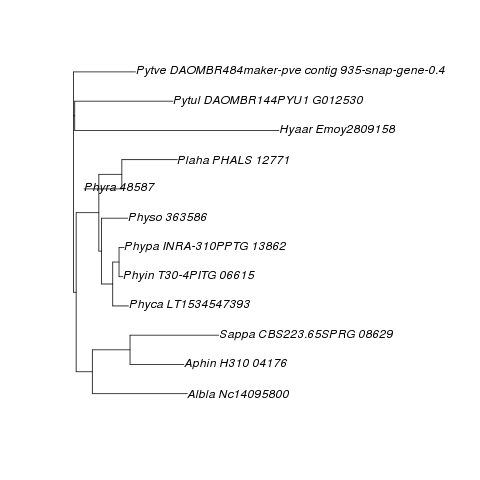 Pytve DAOMBR484maker-pve contig 935-snap-gene-0.4
Pytul DAOMBR144PYU1 G012530
Hyaar Emoy2809158
Plaha PHALS 12771
Phyra 48587
Physo 363586
Phypa INRA-310PPTG 13862
Phyin T30-4PITG 06615
Phyca LT1534547393
Sappa CBS223.65SPRG 08629
Aphin H310 04176
Albla Nc14095800